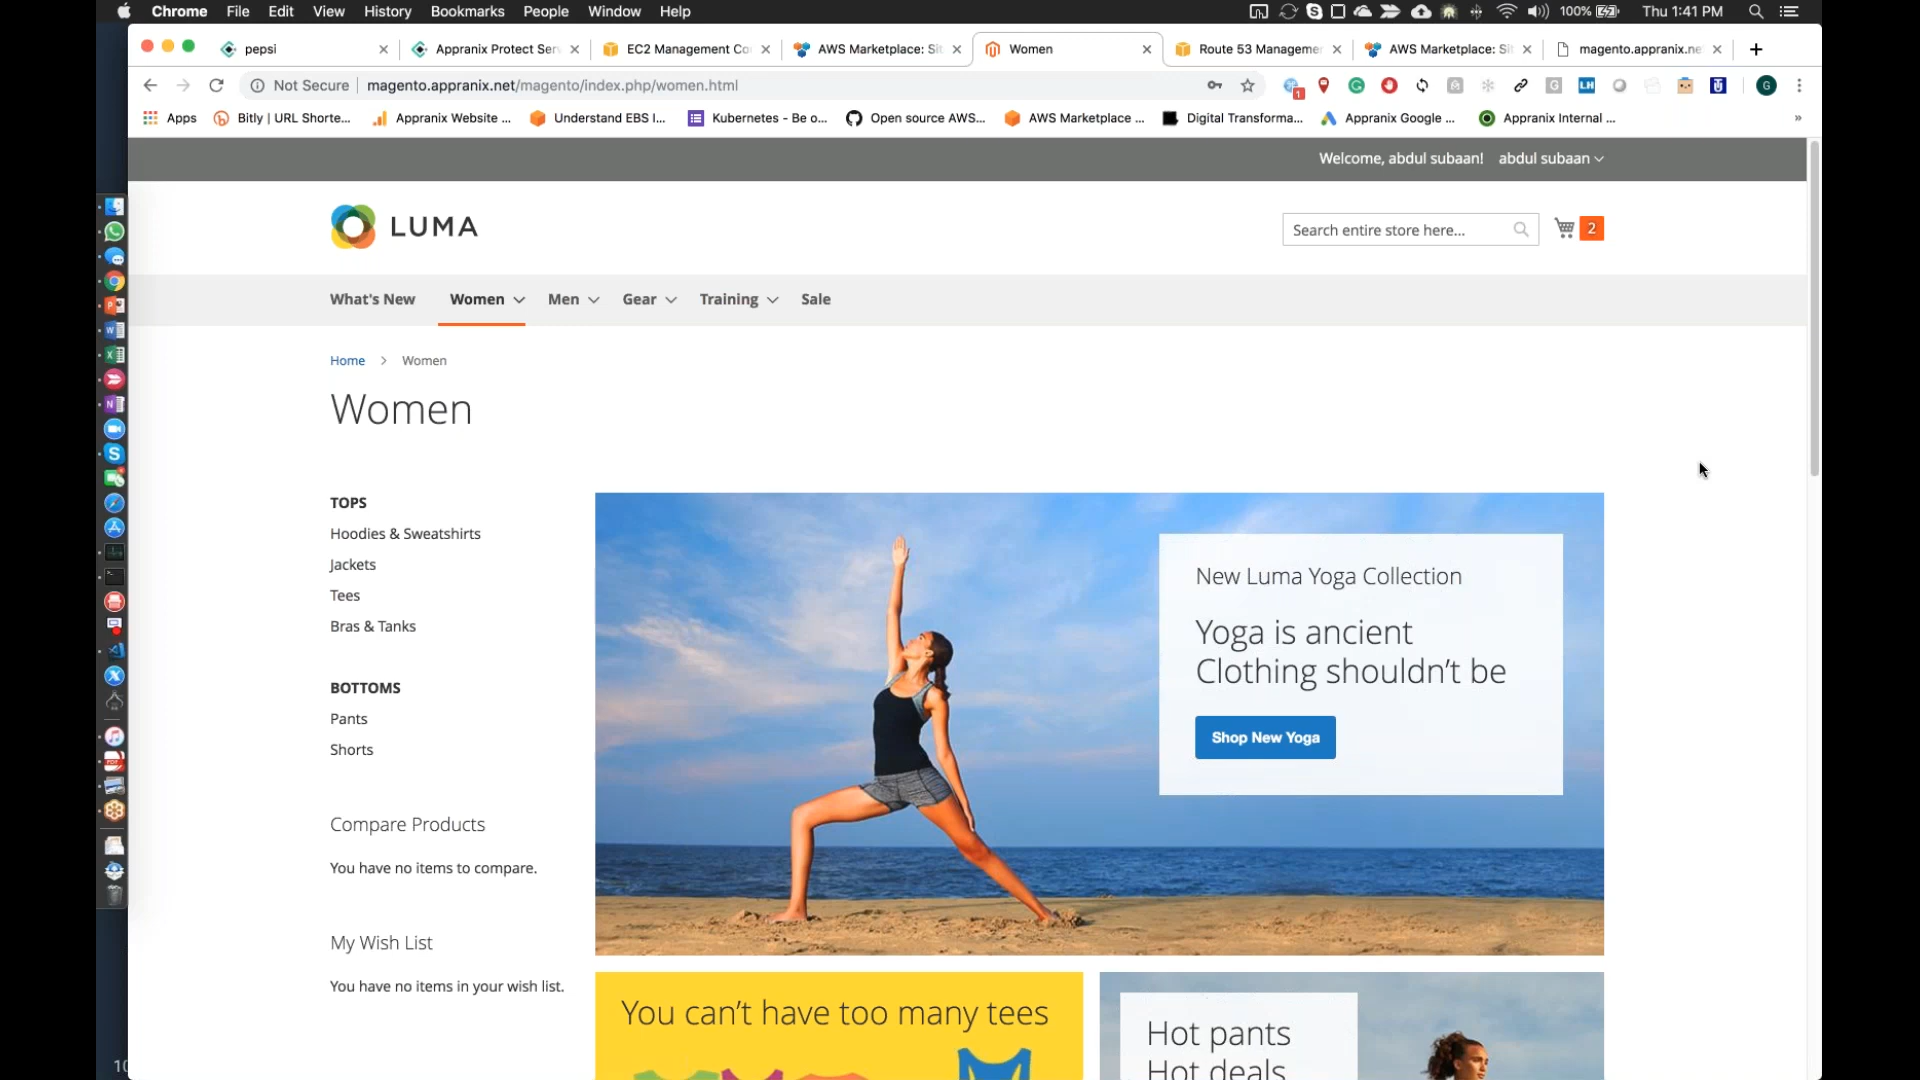 Chrome File Edit View History Bookmarks People Window Help 100% Thu 1:41 PM
pepsi Appranix Protect Ser EC2 Management Co AWS Marketplace: Si Women Route 53 Manageme AWS Marketplace: Si magento.appranix.ne
Not Secure magento.appranix.net/magento/index.php/women.html
Apps Bitly | URL Shorte... Appranix Website ... Understand EBS I... Kubernetes - Be o... Open source AWS... AWS Marketplace ... Digital Transforma... Appranix Google ... Appranix Internal ... »
Welcome, abdul subaan! abdul subaan
LUMA
Search entire store here... 2
What's New Women Men Gear Training Sale
Home > Women
Women
TOPS
Hoodies & Sweatshirts
Jackets
Tees
Bras & Tanks
BOTTOMS
Pants
Shorts
Compare Products
You have no items to compare.
My Wish List
You have no items in your wish list.
New Luma Yoga Collection
Yoga is ancient
Clothing shouldn't be
Shop New Yoga
You can't have too many tees
Hot pants
Hot deals